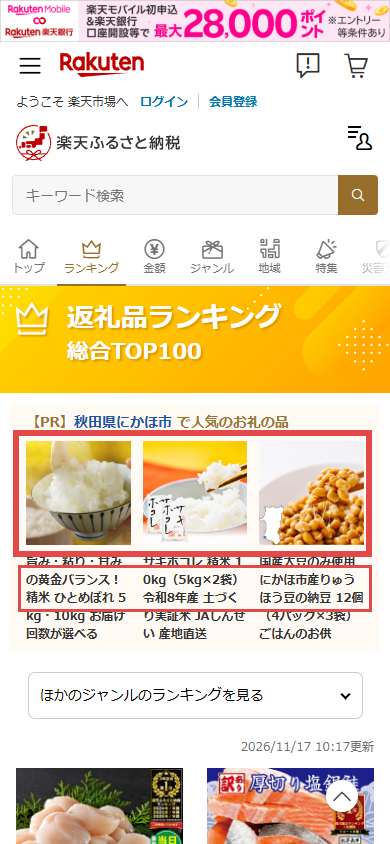 Rakuten Mobile
Rakuten 楽天銀行
楽天モバイル初申込
&楽天銀行
口座開設等で
最大28,000ポイント
※エントリー
等条件あり
Rakuten
ようこそ 楽天市場へ ログイン 会員登録
楽天ふるさと納税
キーワード検索
トップ ランキング 金額 ジャンル 地域 特集 災害
返礼品ランキング
総合TOP100
【PR】秋田県にかほ市 で人気のお礼の品
サキホコレ
旨み・粘り・甘み
の黄金バランス!
精米 ひとめぼれ 5
kg・10kg お届け
回数が選べる
サキホコレ 精米 1
0kg（5kg×2袋）
令和8年産 土づく
り実証米 JAしんせ
い 産地直送
国産大豆のみ使用
にかほ市産りゅう
ほう豆の納豆 12個
（4パック×3袋）
ごはんのお供
ほかのジャンルのランキングを見る
2026/11/17 10:17更新
当日
訳あり
厚切り塩銀鮭